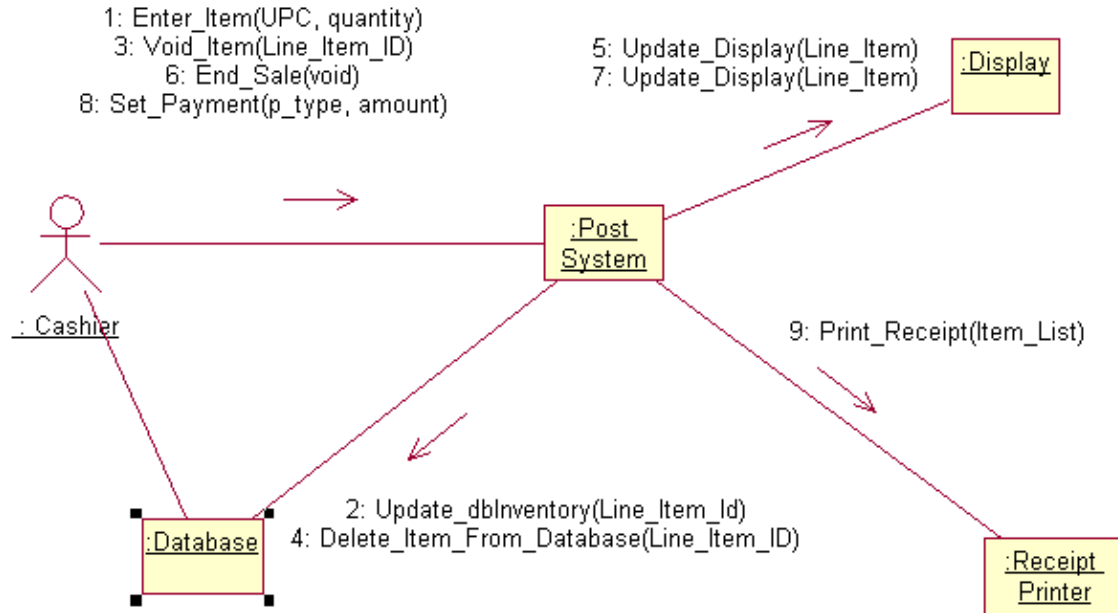 1: Enter_Item(UPC, quantity)
3: Void_Item(Line_Item_ID)
6: End_Sale(void)
8: Set_Payment(p_type, amount)
5: Update_Display(Line_Item)
7: Update_Display(Line_Item)
:Display
:Post
System
: Cashier
9: Print_Receipt(Item_List)
2: Update_dbInventory(Line_Item_Id)
4: Delete_Item_From_Database(Line_Item_ID)
:Database
:Receipt
Printer